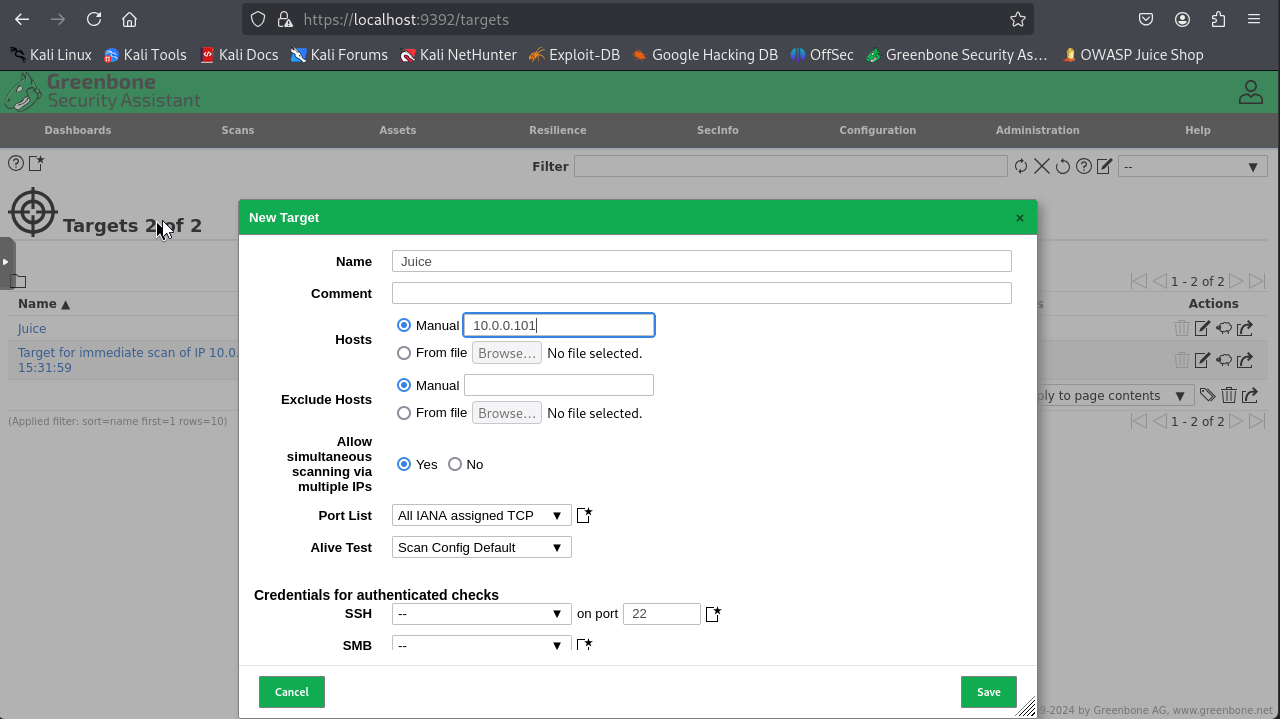 https://localhost:9392/targets
Kali Linux Kali Tools Kali Docs Kali Forums Kali NetHunter Exploit-DB Google Hacking DB OffSec Greenbone Security As… OWASP Juice Shop
Greenbone
Security Assistant
Dashboards Scans Assets Resilience SecInfo Configuration Administration Help
Filter --
Targets 2 of 2
New Target ×
Name Juice
Comment
Hosts Manual 10.0.0.101
From file Browse… No file selected.
Exclude Hosts Manual
From file Browse… No file selected.
Allow
simultaneous
scanning via
multiple IPs
Yes No
Port List All IANA assigned TCP
Alive Test Scan Config Default
Credentials for authenticated checks
SSH -- on port 22
SMB --
Cancel Save
1 - 2 of 2
Name ▲ Actions
Juice
Target for immediate scan of IP 10.0.
15:31:59
to page contents
(Applied filter: sort=name first=1 rows=10) 1 - 2 of 2
-2024 by Greenbone AG, www.greenbone.net